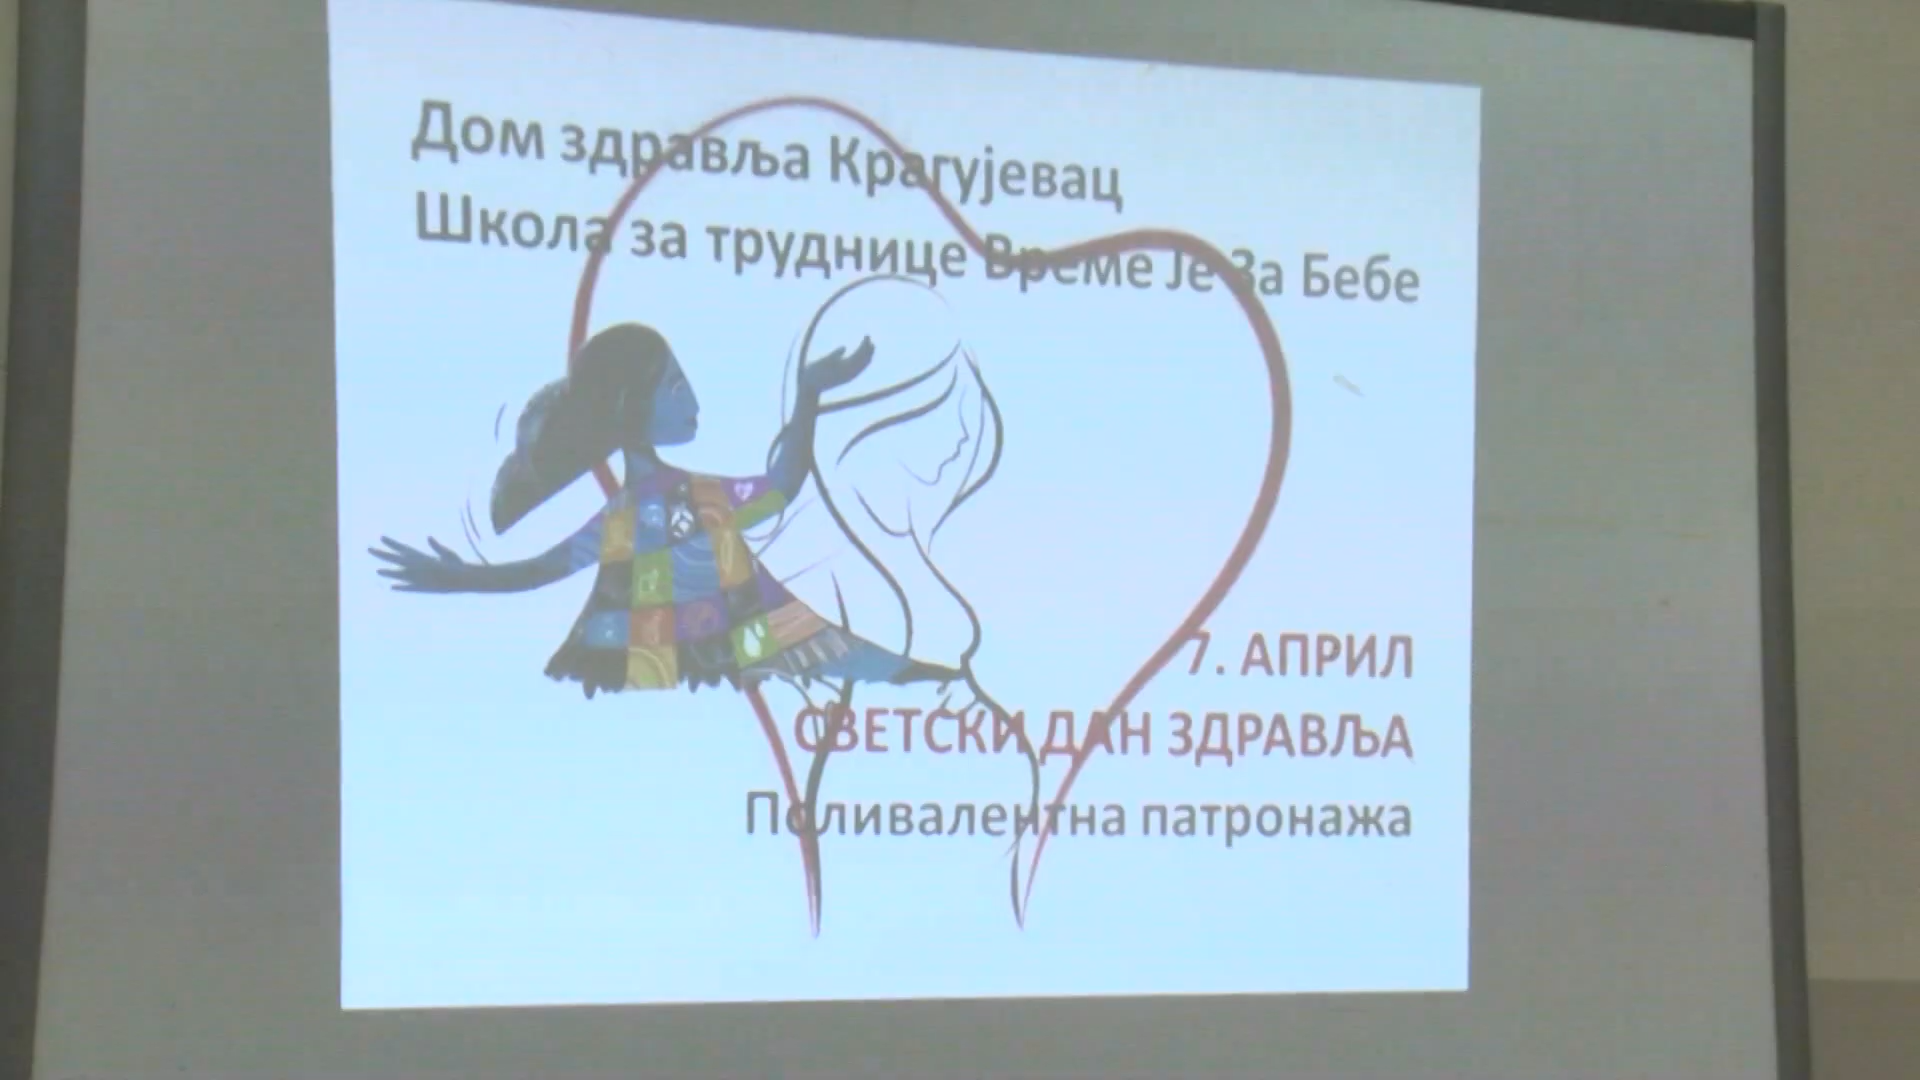 Дом здравља Крагујевац
Школа за труднице Време Је За Бебе
7. АПРИЛ
СВЕТСКИ ДАН ЗДРАВЉА
Поливалентна патронажа